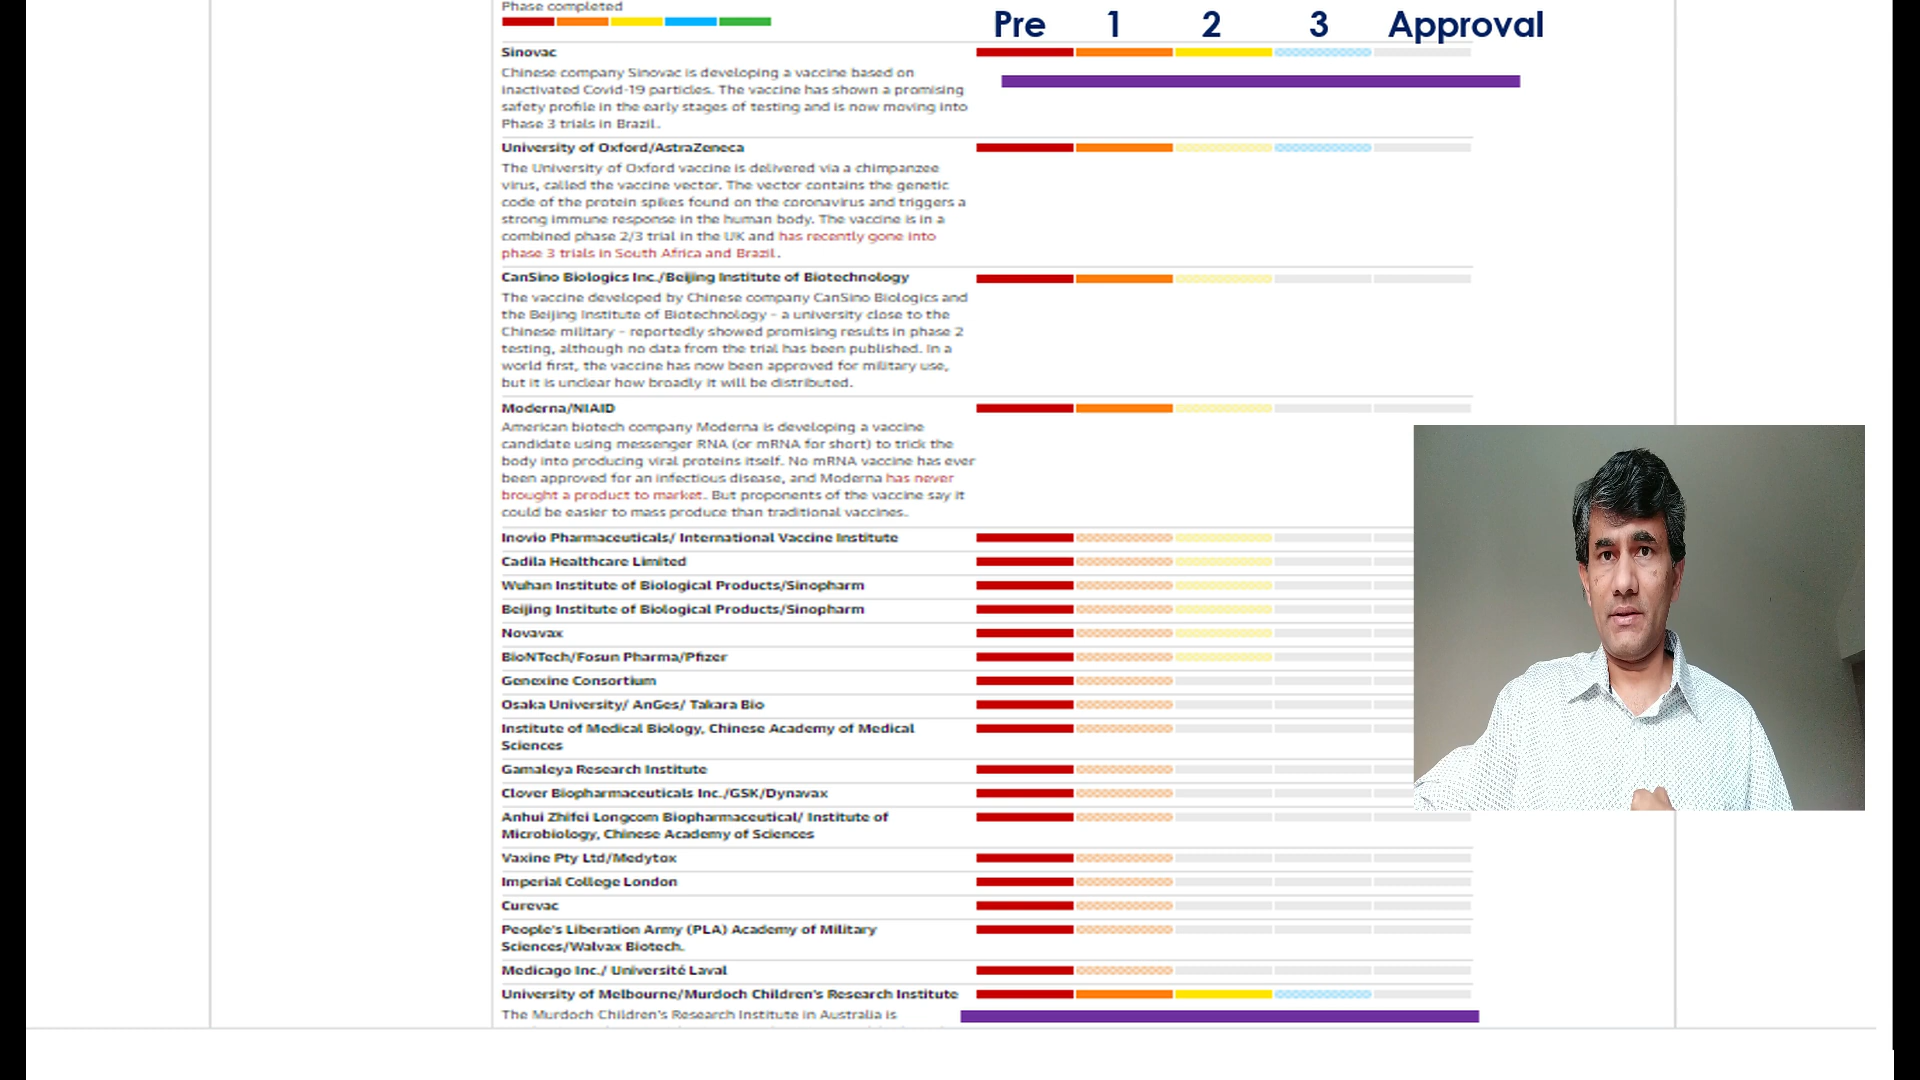 Phase completed
Pre 1 2 3 Approval
Sinovac
Chinese company Sinovac is developing a vaccine based on
inactivated Covid-19 particles. The vaccine has shown a promising
safety profile in the early stages of testing and is now moving into
Phase 3 trials in Brazil.
University of Oxford/AstraZeneca
The University of Oxford vaccine is delivered via a chimpanzee
virus, called the vaccine vector. The vector contains the genetic
code of the protein spikes found on the coronavirus and triggers a
strong immune response in the human body. The vaccine is in a
combined phase 2/3 trial in the UK and has recently gone into
phase 3 trials in South Africa and Brazil.
CanSino Biologics Inc./Beijing Institute of Biotechnology
The vaccine developed by Chinese company CanSino Biologics and
the Beijing Institute of Biotechnology - a university close to the
Chinese military - reportedly showed promising results in phase 2
testing, although no data from the trial has been published. In a
world first, the vaccine has now been approved for military use,
but it is unclear how broadly it will be distributed.
Moderna/NIAID
American biotech company Moderna is developing a vaccine
candidate using messenger RNA (or mRNA for short) to trick the
body into producing viral proteins itself. No mRNA vaccine has ever
been approved for an infectious disease, and Moderna has never
brought a product to market. But proponents of the vaccine say it
could be easier to mass produce than traditional vaccines.
Inovio Pharmaceuticals/ International Vaccine Institute
Cadila Healthcare Limited
Wuhan Institute of Biological Products/Sinopharm
Beijing Institute of Biological Products/Sinopharm
Novavax
BioNTech/Fosun Pharma/Pfizer
Genexine Consortium
Osaka University/ AnGes/ Takara Bio
Institute of Medical Biology, Chinese Academy of Medical
Sciences
Gamaleya Research Institute
Clover Biopharmaceuticals Inc./GSK/Dynavax
Anhui Zhifei Longcom Biopharmaceutical/ Institute of
Microbiology, Chinese Academy of Sciences
Vaxine Pty Ltd/Medytox
Imperial College London
Curevac
People's Liberation Army (PLA) Academy of Military
Sciences/Walvax Biotech.
Medicago Inc./ Université Laval
University of Melbourne/Murdoch Children's Research Institute
The Murdoch Children's Research Institute in Australia is